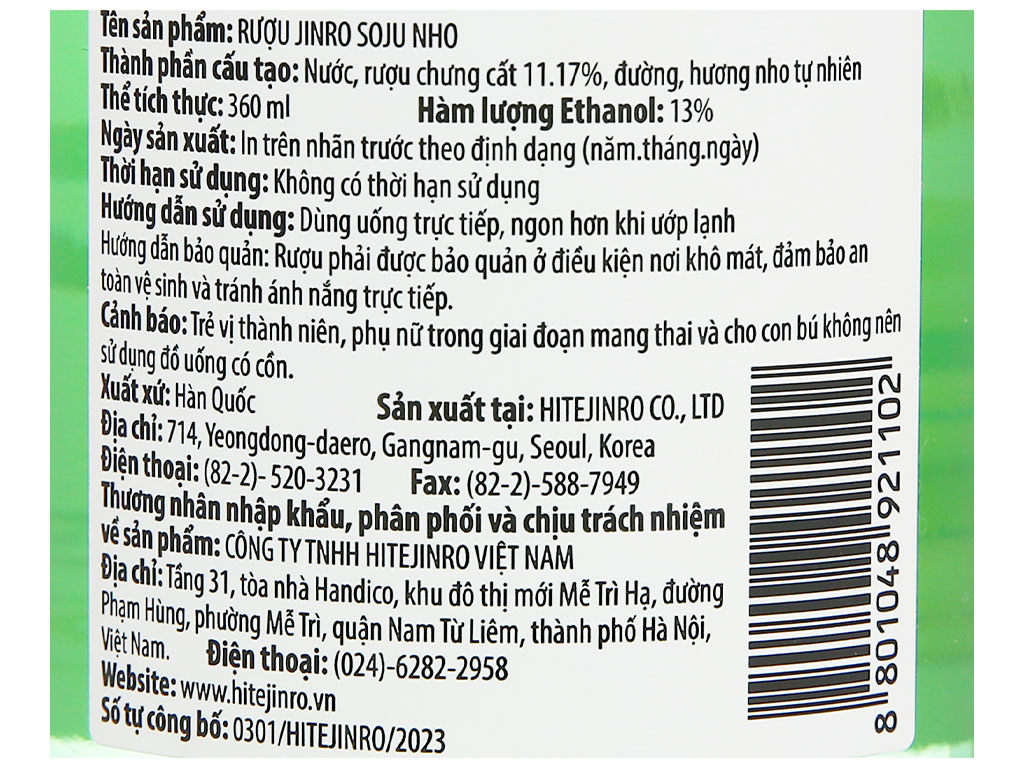 Tên sản phẩm: RƯỢU JINRO SOJU NHO
Thành phần cấu tạo: Nước, rượu chưng cất 11.17%, đường, hương nho tự nhiên
Thể tích thực: 360 ml Hàm lượng Ethanol: 13%
Ngày sản xuất: In trên nhãn trước theo định dạng (năm.tháng.ngày)
Thời hạn sử dụng: Không có thời hạn sử dụng
Hướng dẫn sử dụng: Dùng uống trực tiếp, ngon hơn khi ướp lạnh
Hướng dẫn bảo quản: Rượu phải được bảo quản ở điều kiện nơi khô mát, đảm bảo an
toàn vệ sinh và tránh ánh nắng trực tiếp.
Cảnh báo: Trẻ vị thành niên, phụ nữ trong giai đoạn mang thai và cho con bú không nên
sử dụng đồ uống có cồn.
Xuất xứ: Hàn Quốc Sản xuất tại: HITEJINRO CO., LTD
Địa chỉ: 714, Yeongdong-daero, Gangnam-gu, Seoul, Korea
Điện thoại: (82-2)- 520-3231 Fax: (82-2)-588-7949
Thương nhân nhập khẩu, phân phối và chịu trách nhiệm
về sản phẩm: CÔNG TY TNHH HITEJINRO VIỆT NAM
Địa chỉ: Tầng 31, tòa nhà Handico, khu đô thị mới Mễ Trì Hạ, đường
Phạm Hùng, phường Mễ Trì, quận Nam Từ Liêm, thành phố Hà Nội,
Việt Nam. Điện thoại: (024)-6282-2958
Website: www.hitejinro.vn
Số tự công bố: 0301/HITEJINRO/2023
8 801048 921102